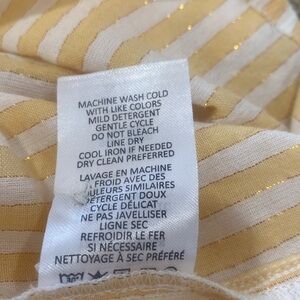 MACHINE WASH COLD
WITH LIKE COLORS
MILD DETERGENT
GENTLE CYCLE
DO NOT BLEACH
LINE DRY
COOL IRON IF NEEDED
DRY CLEAN PREFERRED
LAVAGE EN MACHINE
FROID AVEC DES
OULEURS SIMILAIRES
DETERGENT DOUX
CYCLE DÉLICAT
NE PAS JAVELLISER
LIGNE SEC
REFROIDIR LE FER
SI NÉCESSAIRE
NETTOYAGE À SEC PRÉFÉRÉ